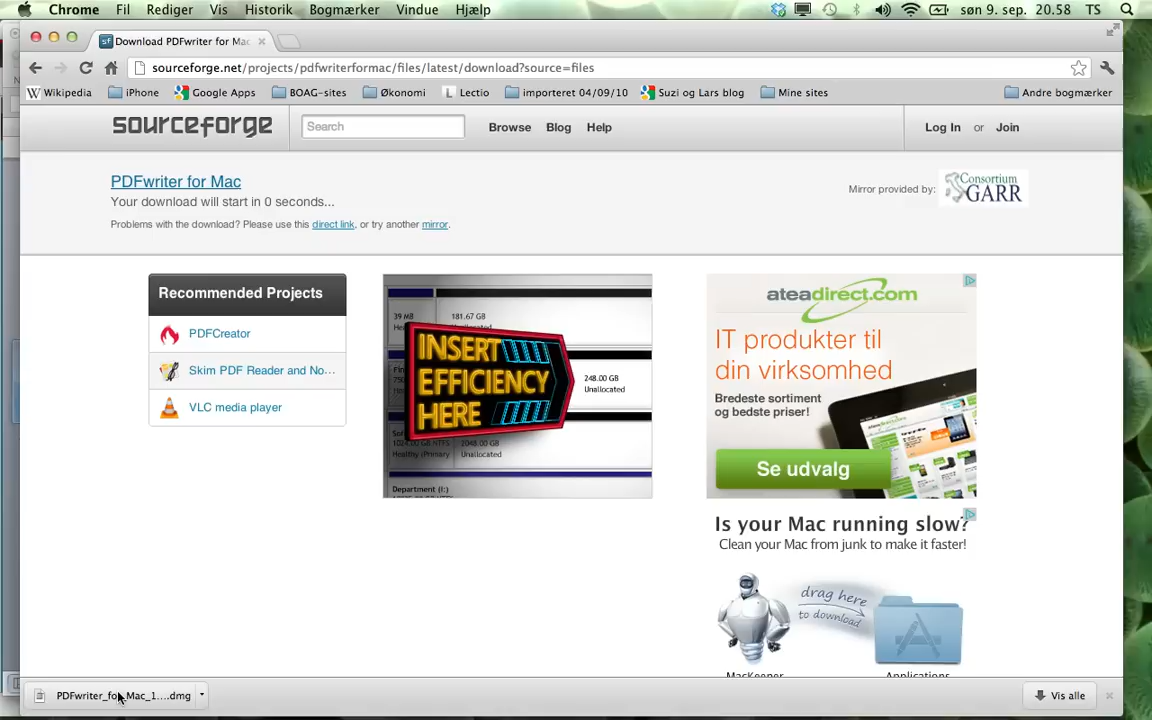 Chrome Fil Rediger Vis Historik Bogmærker Vindue Hjælp søn 9. sep. 20.58 TS
Download PDFwriter for Mac
sourceforge.net/projects/pdfwriterformac/files/latest/download?source=files
Wikipedia iPhone Google Apps BOAG-sites Økonomi Lectio importeret 04/09/10 Suzi og Lars blog Mine sites Andre bogmærker
sourceforge Search Browse Blog Help Log In or Join
PDFwriter for Mac
Your download will start in 0 seconds...
Problems with the download? Please use this direct link, or try another mirror.
Mirror provided by: Consortium
GARR
Recommended Projects
PDFCreator
Skim PDF Reader and No...
VLC media player
39 MB
181.67 GB
Unallocated
INSERT
EFFICIENCY
HERE
248.00 GB
Unallocated
2048.00 GB
Healthy (Primary
Unallocated
Department (I:)
ateadirect.com
IT produkter til
din virksomhed
Bredeste sortiment
og bedste priser!
Se udvalg
Is your Mac running slow?
Clean your Mac from junk to make it faster!
drag here
to download
MacKeeper Applications
PDFwriter_for_Mac_1....dmg
Vis alle